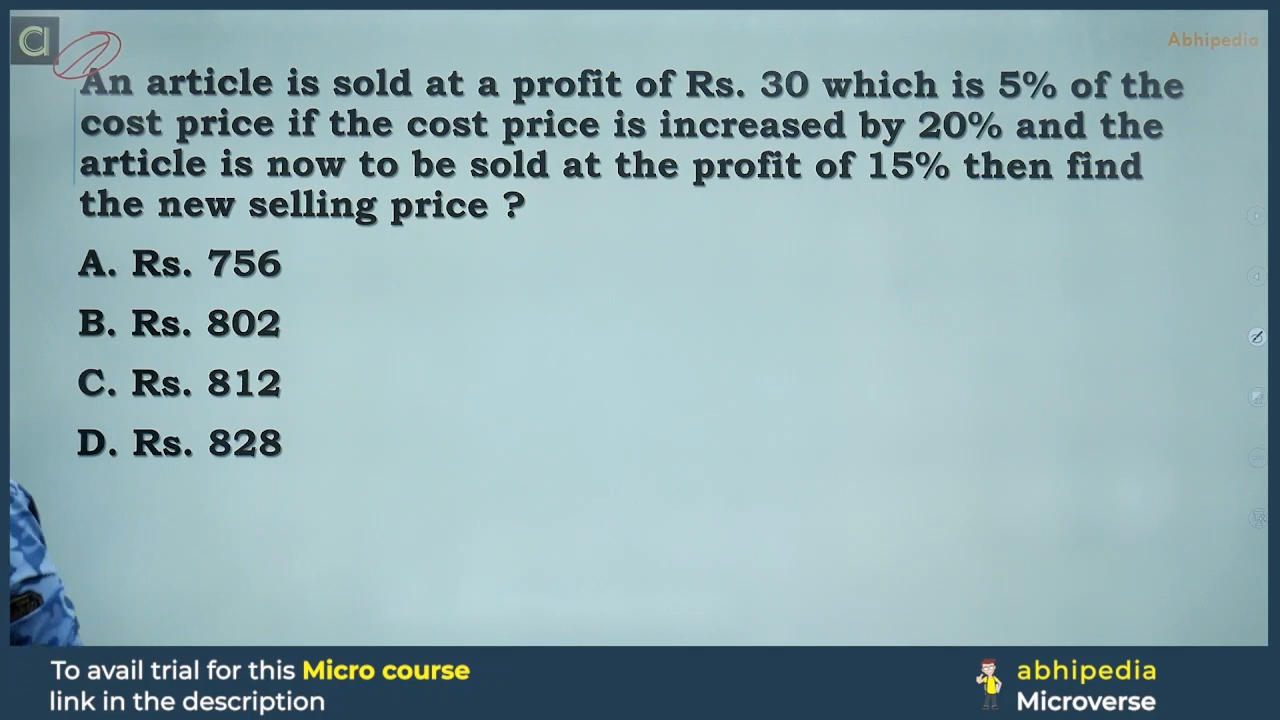 a
Abhipedia
An article is sold at a profit of Rs. 30 which is 5% of the
cost price if the cost price is increased by 20% and the
article is now to be sold at the profit of 15% then find
the new selling price ?
A. Rs. 756
B. Rs. 802
C. Rs. 812
D. Rs. 828
To avail trial for this Micro course
link in the description
abhipedia
Microverse